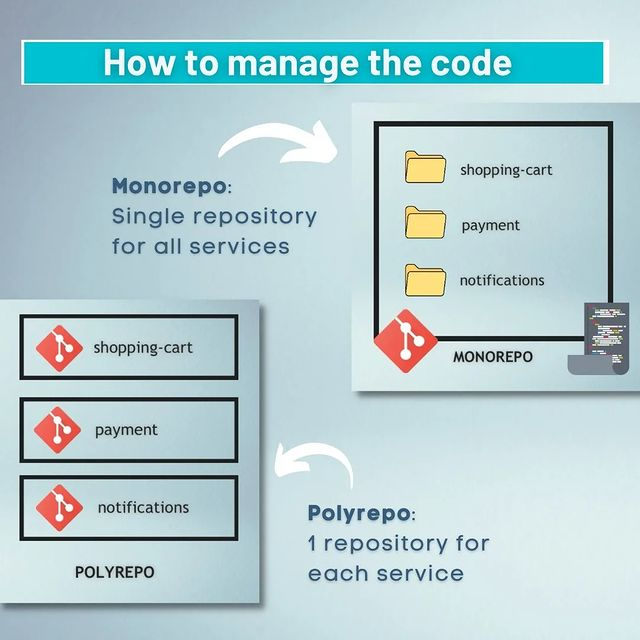 How to manage the code
Monorepo:
Single repository
for all services
shopping-cart
payment
notifications
MONOREPO
shopping-cart
payment
notifications
POLYREPO
Polyrepo:
1 repository for
each service